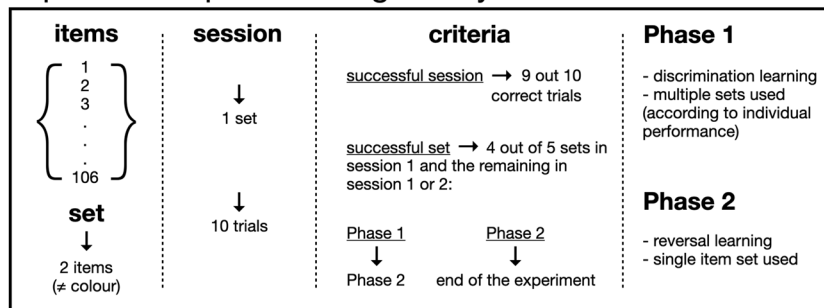 items
1
2
3
.
.
.
106
set
↓
2 items
(≠ colour)
session
↓
1 set
↓
10 trials
criteria
successful session → 9 out 10
correct trials
successful set → 4 out of 5 sets in
session 1 and the remaining in
session 1 or 2:
Phase 1
↓
Phase 2
Phase 2
↓
end of the experiment
Phase 1
- discrimination learning
- multiple sets used
(according to individual
performance)
Phase 2
- reversal learning
- single item set used